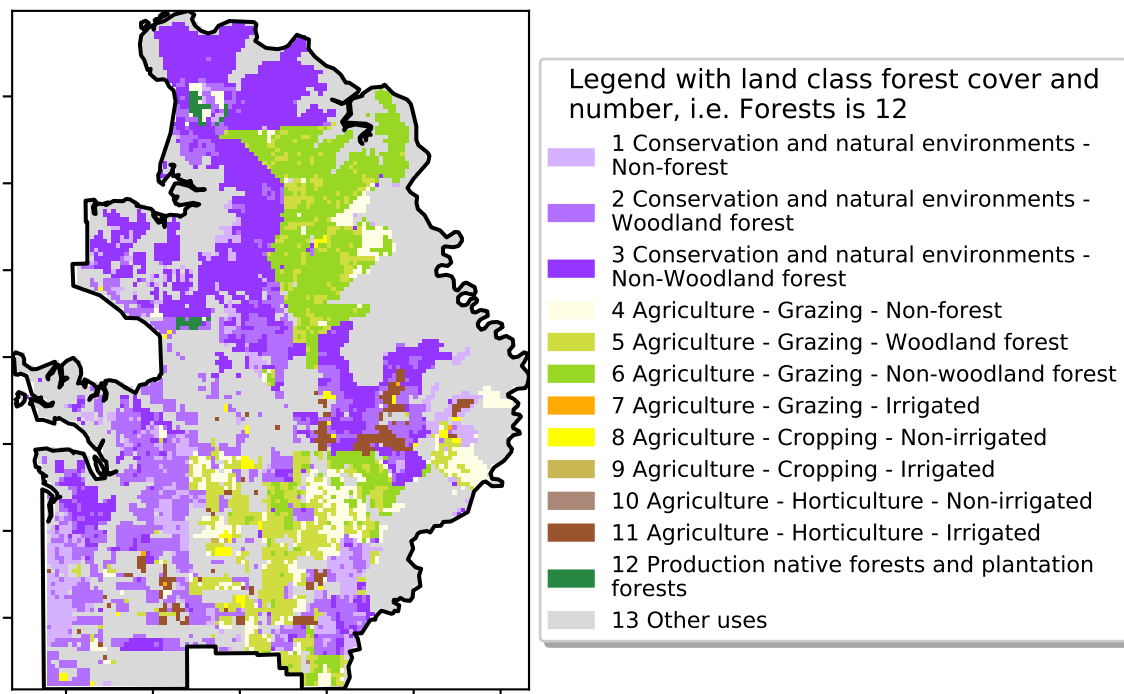 Legend with land class forest cover and
number, i.e. Forests is 12
1 Conservation and natural environments -
Non-forest
2 Conservation and natural environments -
Woodland forest
3 Conservation and natural environments -
Non-Woodland forest
4 Agriculture - Grazing - Non-forest
5 Agriculture - Grazing - Woodland forest
6 Agriculture - Grazing - Non-woodland forest
7 Agriculture - Grazing - Irrigated
8 Agriculture - Cropping - Non-irrigated
9 Agriculture - Cropping - Irrigated
10 Agriculture - Horticulture - Non-irrigated
11 Agriculture - Horticulture - Irrigated
12 Production native forests and plantation
forests
13 Other uses